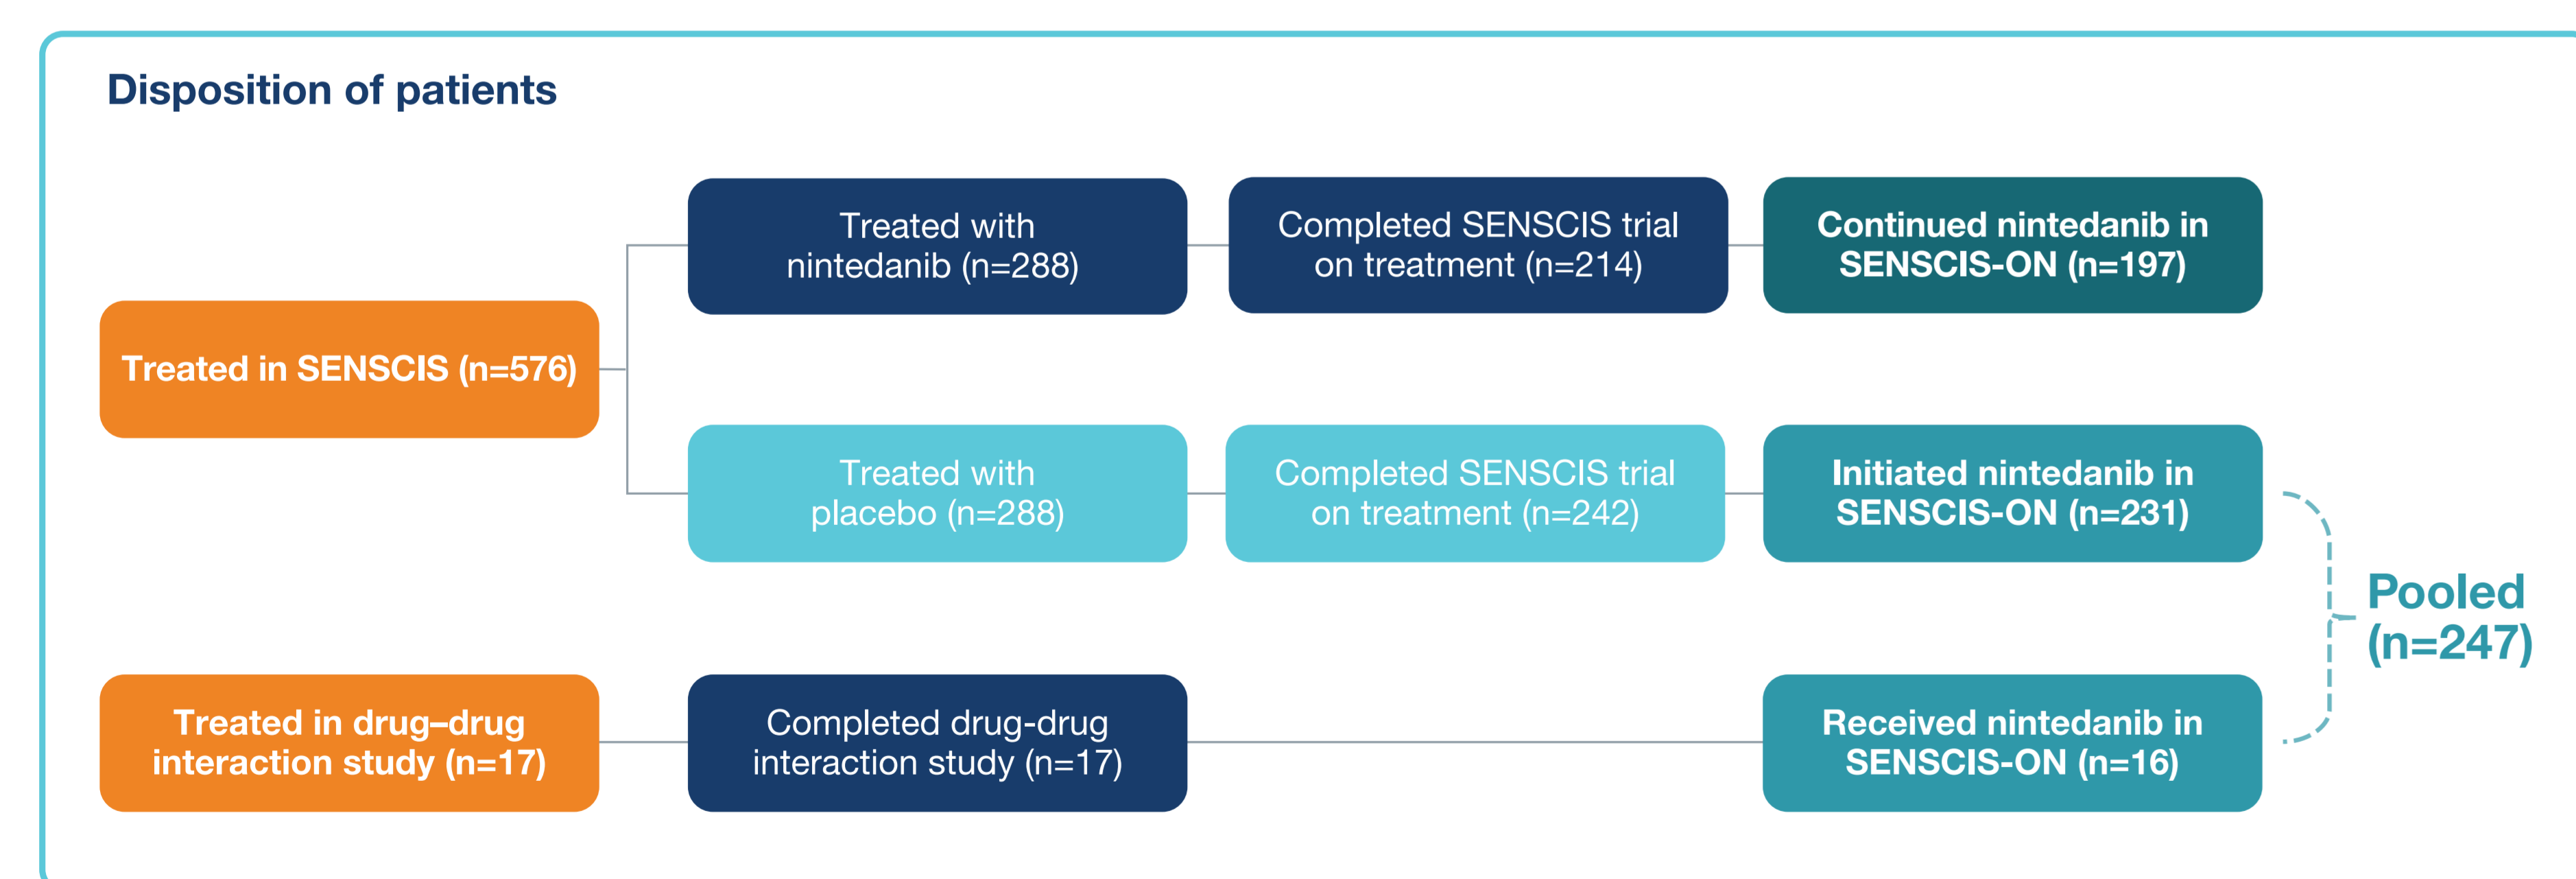 Disposition of patients
Treated in SENSCIS (n=576)
Treated with
nintedanib (n=288)
Completed SENSCIS trial
on treatment (n=214)
Continued nintedanib in
SENSCIS-ON (n=197)
Treated with
placebo (n=288)
Completed SENSCIS trial
on treatment (n=242)
Initiated nintedanib in
SENSCIS-ON (n=231)
Treated in drug–drug
interaction study (n=17)
Completed drug-drug
interaction study (n=17)
Received nintedanib in
SENSCIS-ON (n=16)
Pooled
(n=247)